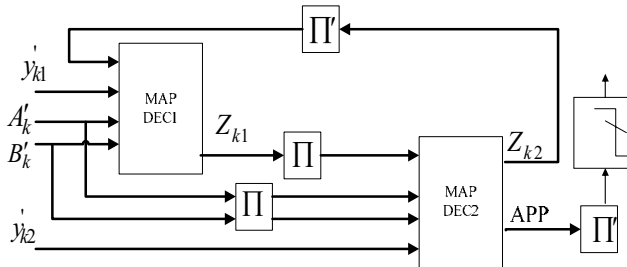 Π'
y'k1
MAP
DEC1
A'k
Zk1
B'k
Π
Zk2
MAP
DEC2
Π
APP
Π'
y'k2